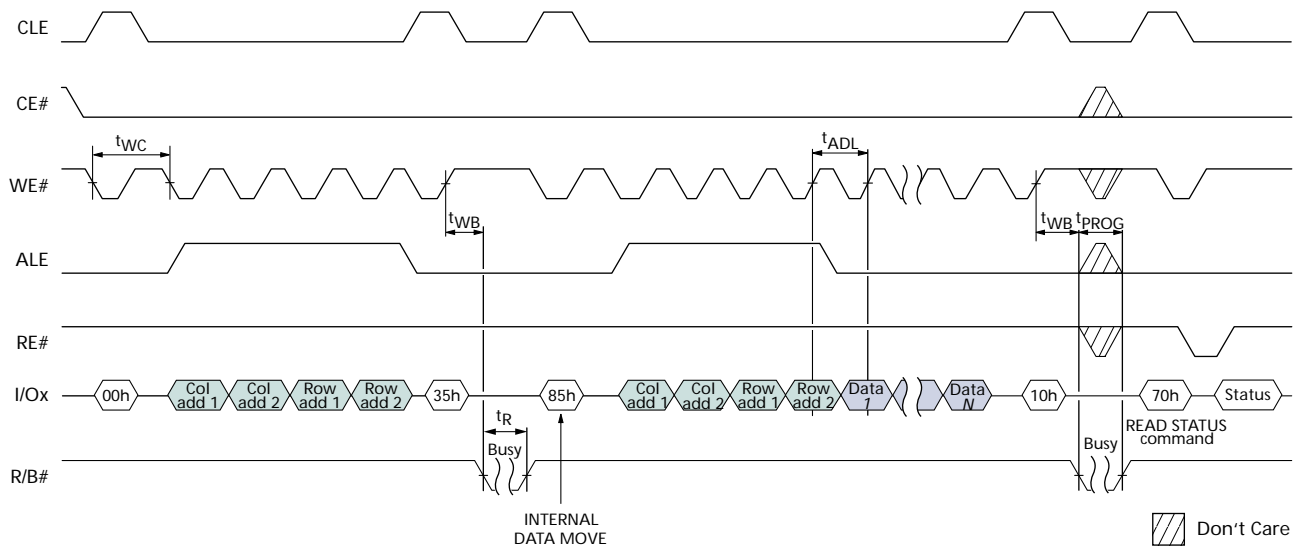 CLE
CE#
tWC
tADL
WE#
tWB
tWB tPROG
ALE
RE#
I/Ox
00h
Col add 1
Col add 2
Row add 1
Row add 2
35h
85h
Col add 1
Col add 2
Row add 1
Row add 2
Data 1
Data N
10h
70h
Status
tR
READ STATUS
command
Busy
Busy
R/B#
INTERNAL
DATA MOVE
Don‘t Care